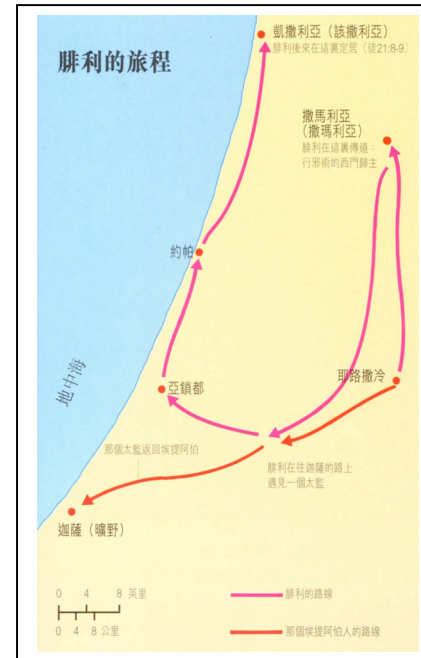 腓利的旅程
凱撒利亞（該撒利亞）
腓利後來在這裏定居［徒21:8-9］
撒馬利亞
（撒瑪利亞）
腓利在這裏傳道；
行邪術的西門歸主
約帕
地中海
亞鎖都
耶路撒冷
那個太監返回埃提阿伯
腓利在往迦薩的路上
遇見一個太監
迦薩（曠野）
0 4 8 英里
0 4 8 公里
腓利的路線
那個埃提阿伯人的路線